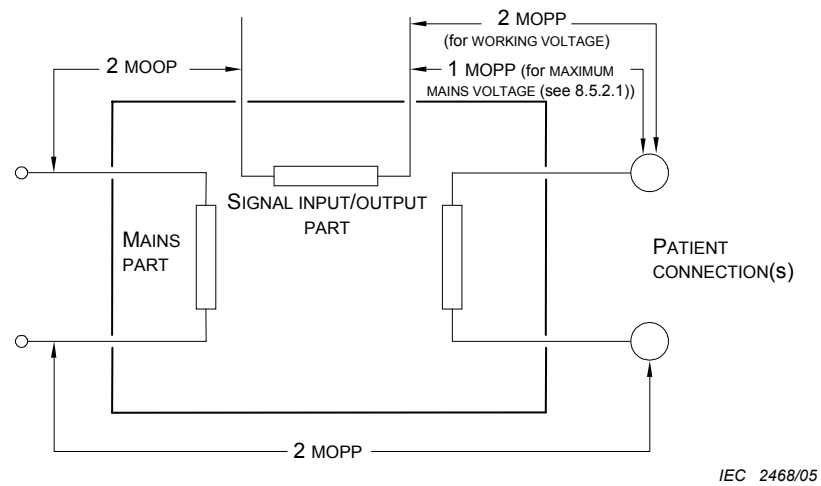 2 MOPP
(for WORKING VOLTAGE)
2 MOOP
1 MOPP (for MAXIMUM
MAINS VOLTAGE (see 8.5.2.1))
SIGNAL INPUT/OUTPUT
PART
MAINS
PART
PATIENT
CONNECTION(S)
2 MOPP
IEC 2468/05